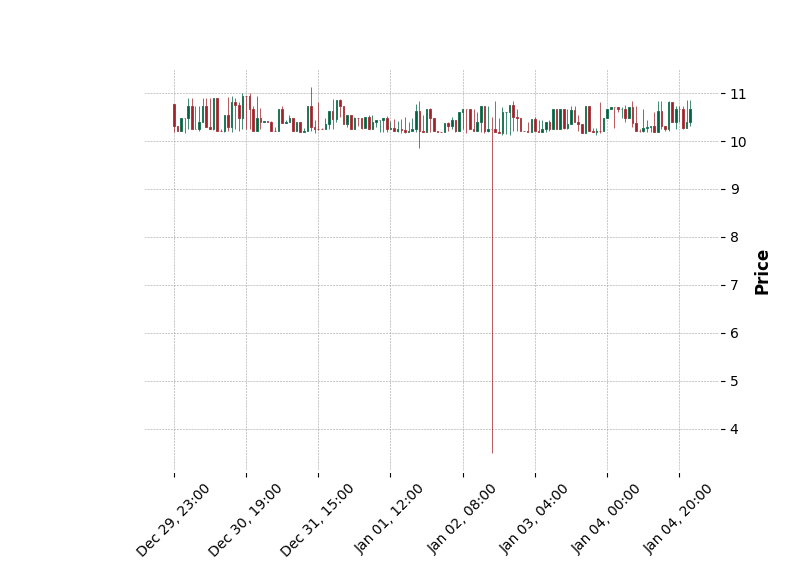 11
10
9
8
7
6
5
4
Price
Dec 29, 23:00
Dec 30, 19:00
Dec 31, 15:00
Jan 01, 12:00
Jan 02, 08:00
Jan 03, 04:00
Jan 04, 00:00
Jan 04, 20:00